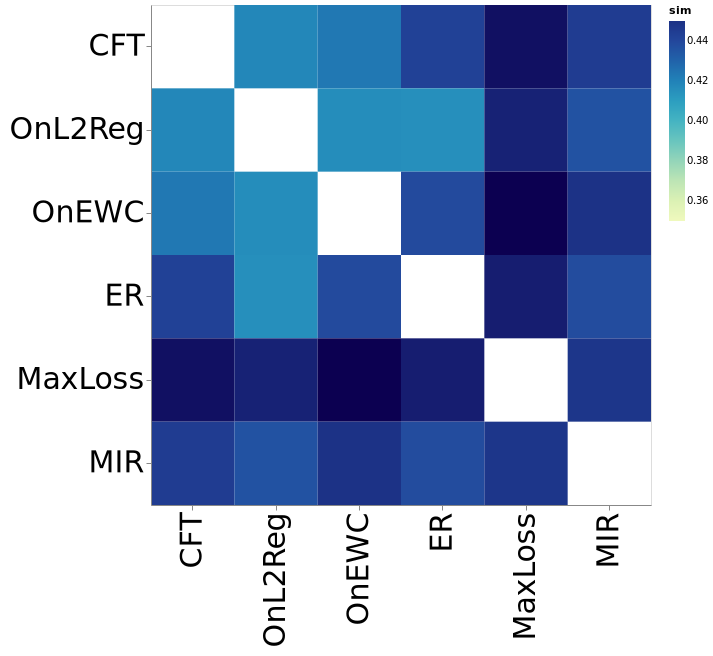 sim
CFT
OnL2Reg
OnEWC
ER
MaxLoss
MIR
0.44
0.42
0.40
0.38
0.36
CFT
OnL2Reg
OnEWC
ER
MaxLoss
MIR